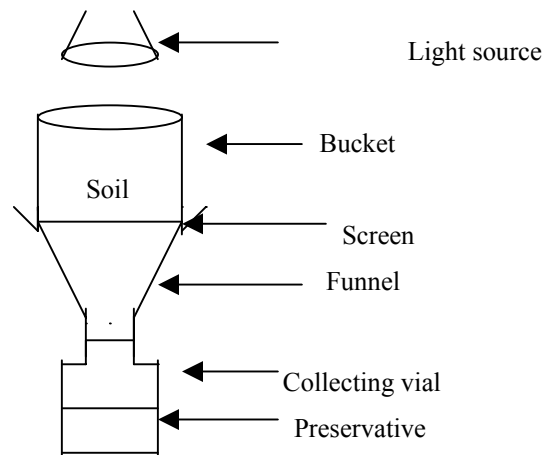 Light source
Bucket
Soil
Screen
Funnel
Collecting vial
Preservative